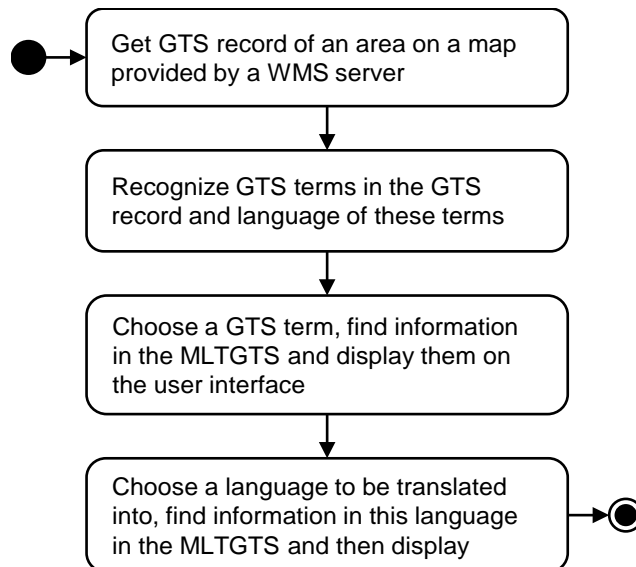 Get GTS record of an area on a map
provided by a WMS server
Recognize GTS terms in the GTS
record and language of these terms
Choose a GTS term, find information
in the MLTGTS and display them on
the user interface
Choose a language to be translated
into, find information in this language
in the MLTGTS and then display